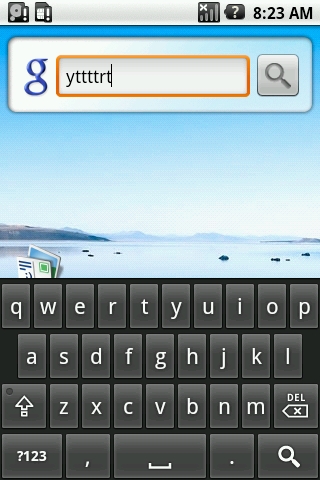 8:23 AM
g
yttttrt
q w e r t y u i o p
a s d f g h j k l
z x c v b n m DEL
?123 , .